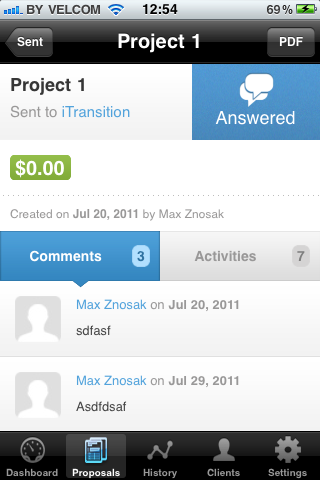 BY VELCOM 12:54 69%
Sent Project 1 PDF
Project 1
Sent to iTransition
Answered
$0.00
Created on Jul 20, 2011 by Max Znosak
Comments 3 Activities 7
Max Znosak on Jul 20, 2011
sdfasf
Max Znosak on Jul 29, 2011
Asdfdsaf
Dashboard Proposals History Clients Settings